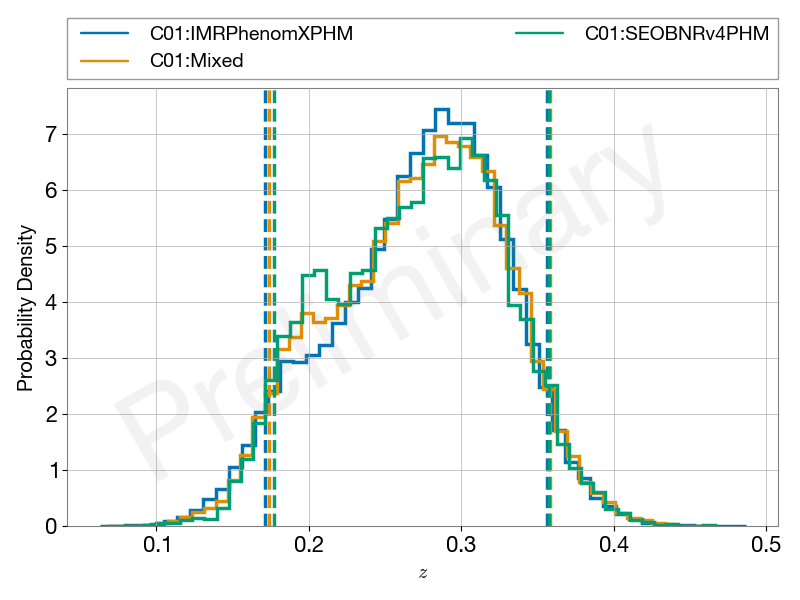 C01:IMRPhenomXPHM
C01:Mixed
C01:SEOBNRv4PHM
Probability Density
7
6
5
4
3
2
1
0
Preliminary
0.1 0.2 0.3 0.4 0.5
z